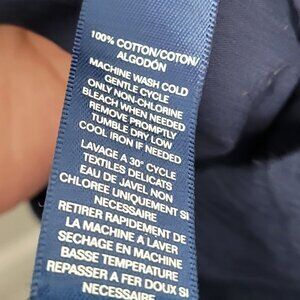 100% COTTON/COTON/
ALGODÓN
MACHINE WASH COLD
GENTLE CYCLE
ONLY NON-CHLORINE
BLEACH WHEN NEEDED
REMOVE PROMPTLY
TUMBLE DRY LOW
COOL IRON IF NEEDED
LAVAGE A 30° CYCLE
TEXTILES DELICATS
EAU DE JAVEL NON
CHLOREE UNIQUEMENT SI
NECESSAIRE
RETIRER RAPIDEMENT DE
LA MACHINE A LAVER
SECHAGE EN MACHINE
BASSE TEMPERATURE
REPASSER A FER DOUX SI
NECESSAIRE